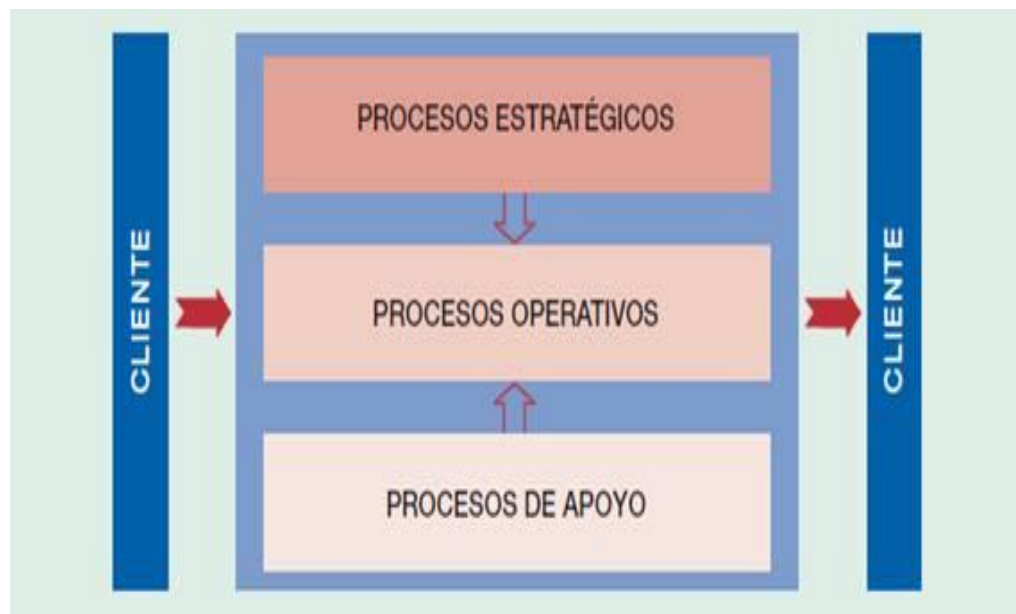 CLIENTE
PROCESOS ESTRATÉGICOS
PROCESOS OPERATIVOS
PROCESOS DE APOYO
CLIENTE